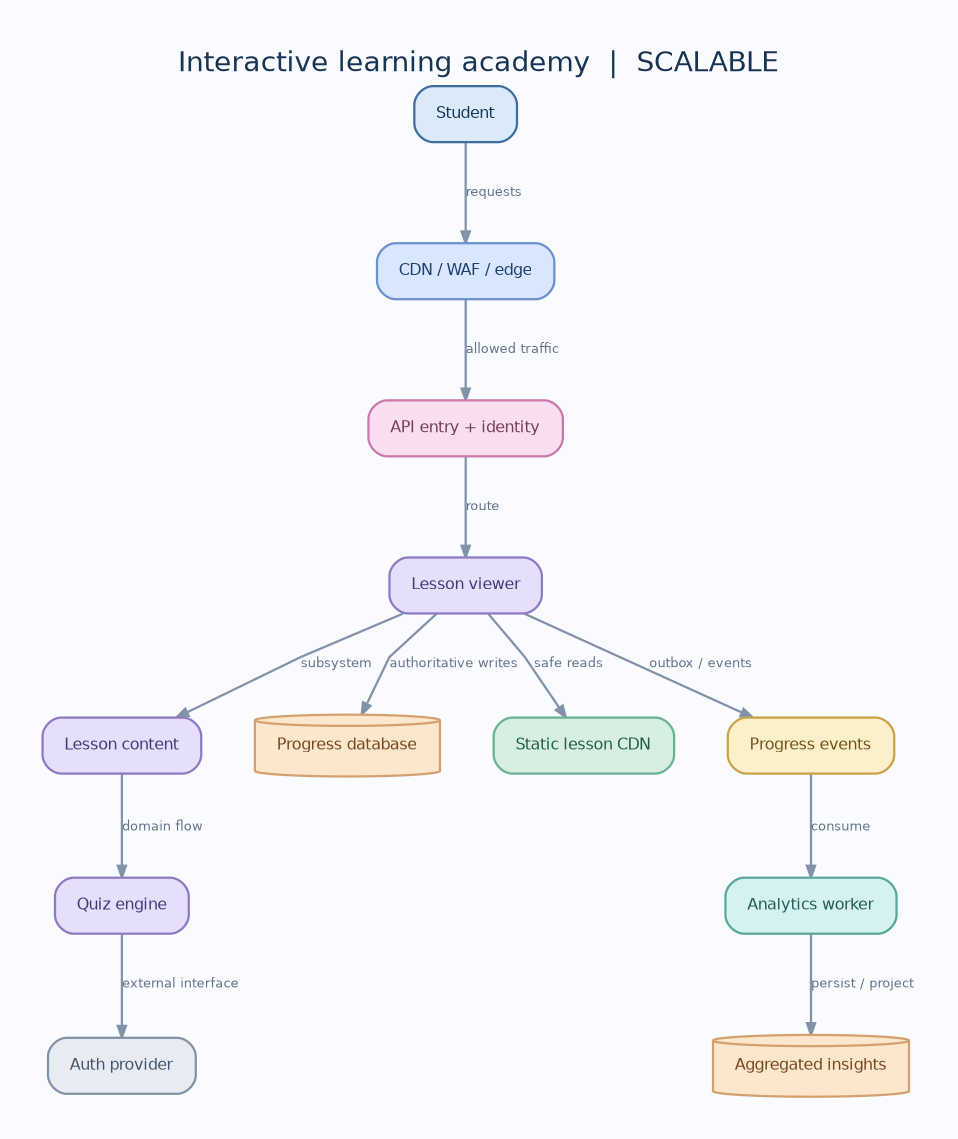 Interactive learning academy | SCALABLE
Student
requests
CDN / WAF / edge
allowed traffic
API entry + identity
route
Lesson viewer
subsystem
authoritative writes
safe reads
outbox / events
Lesson content
Progress database
Static lesson CDN
Progress events
domain flow
consume
Quiz engine
Analytics worker
external interface
persist / project
Auth provider
Aggregated insights